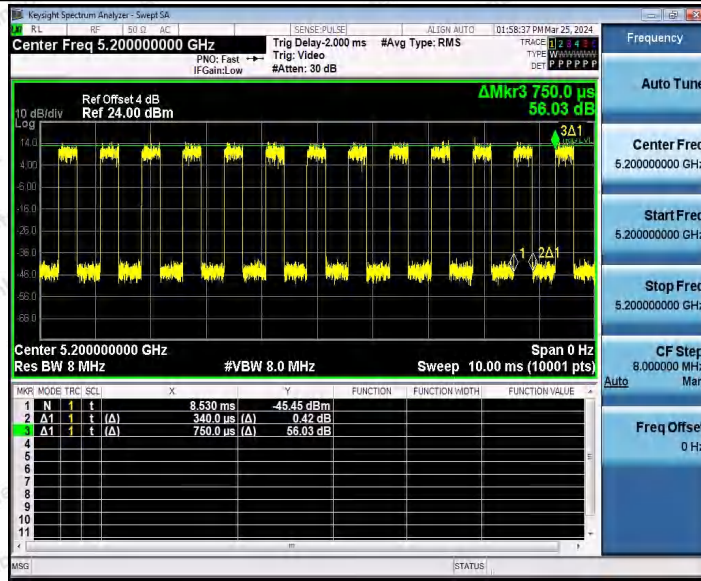 Keysight Spectrum Analyzer - Swept SA
RL RF 50 Ω AC SENSE:PULSE ALIGN AUTO 01:58:37 PM Mar 25, 2024
Center Freq 5.200000000 GHz
PNO: Fast
IFGain:Low
Trig Delay-2.000 ms
Trig: Video
#Atten: 30 dB
#Avg Type: RMS
TRACE 1 2 3 4 5 6
TYPE W
DET P P P P P P
Ref Offset 4 dB
10 dB/div Ref 24.00 dBm
Log
ΔMkr3 750.0 µs
56.03 dB
14.0
4.00
-6.00
-16.0
-26.0
-36.0
-46.0
-56.0
-66.0
3Δ1
1
2Δ1
Center 5.200000000 GHz Span 0 Hz
Res BW 8 MHz #VBW 8.0 MHz Sweep 10.00 ms (10001 pts)
MKR MODE TRC SCL X Y FUNCTION FUNCTION WIDTH FUNCTION VALUE
1 N 1 t 8.530 ms -45.45 dBm
2 Δ1 1 t (Δ) 340.0 µs (Δ) 0.42 dB
3 Δ1 1 t (Δ) 750.0 µs (Δ) 56.03 dB
4
5
6
7
8
9
10
11
MSG STATUS
Frequency
Auto Tune
Center Freq
5.200000000 GHz
Start Freq
5.200000000 GHz
Stop Freq
5.200000000 GHz
CF Step
8.000000 MHz
Auto Man
Freq Offset
0 Hz